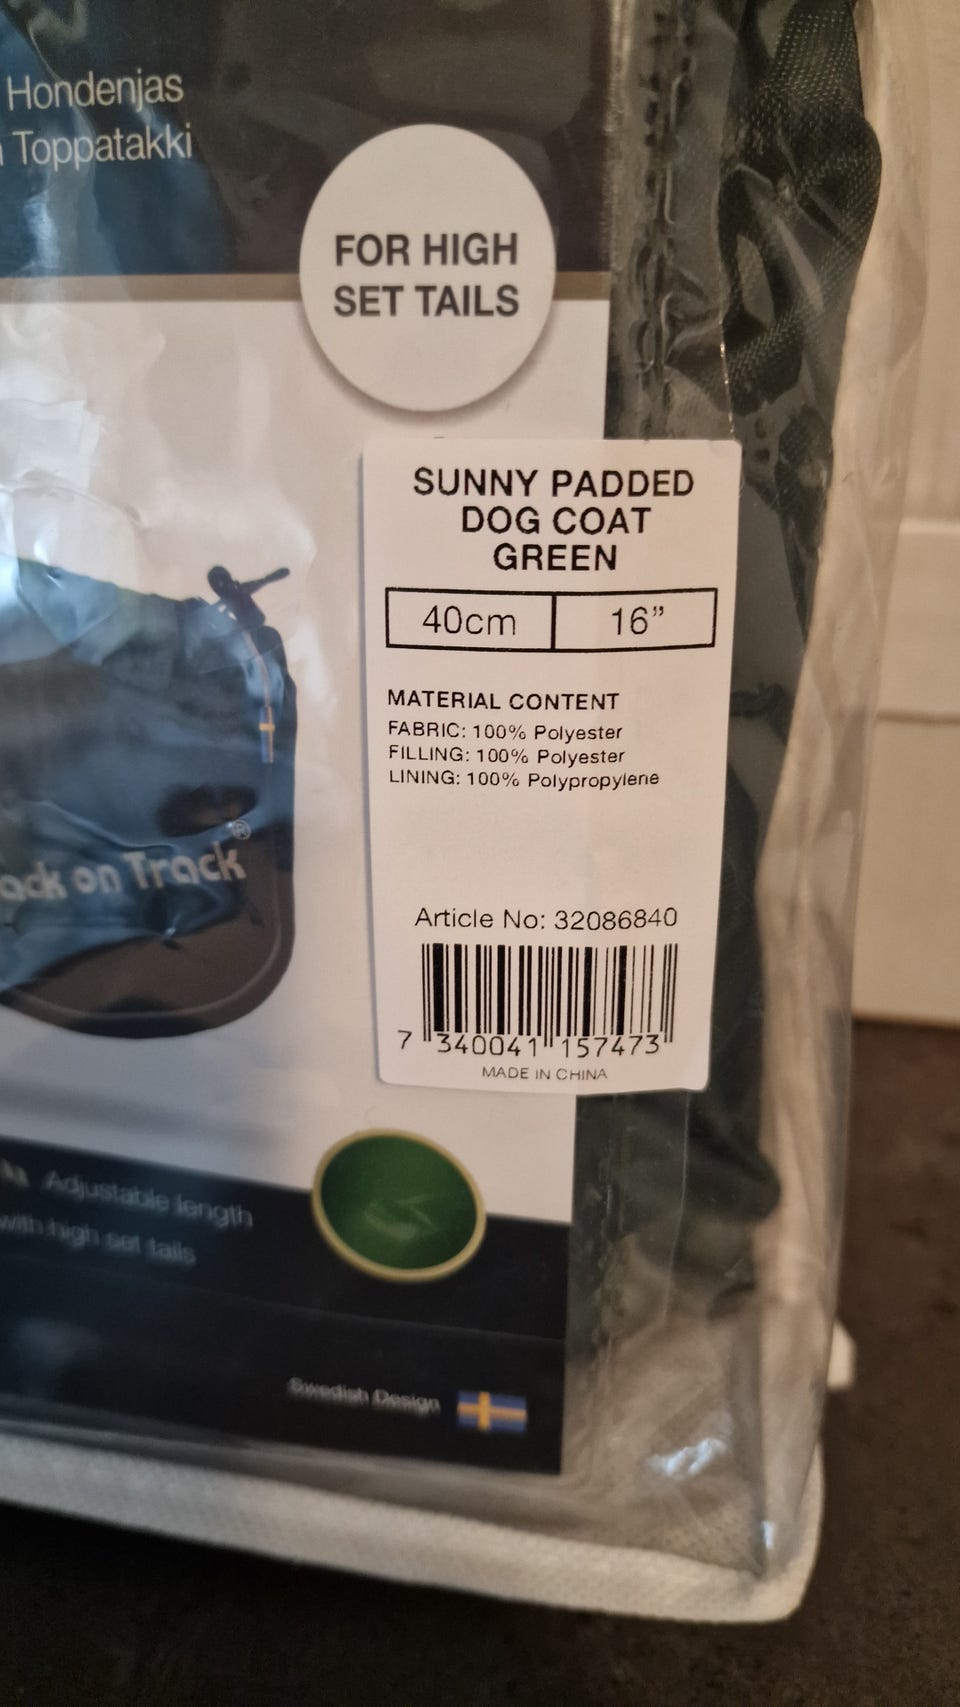 Hondenjas
Toppatakki
FOR HIGH
SET TAILS
SUNNY PADDED
DOG COAT
GREEN
40cm 16”
MATERIAL CONTENT
FABRIC: 100% Polyester
FILLING: 100% Polyester
LINING: 100% Polypropylene
ack on Track®
Article No: 32086840
7 340041 157473
MADE IN CHINA
Adjustable length
with high set tails
Swedish Design